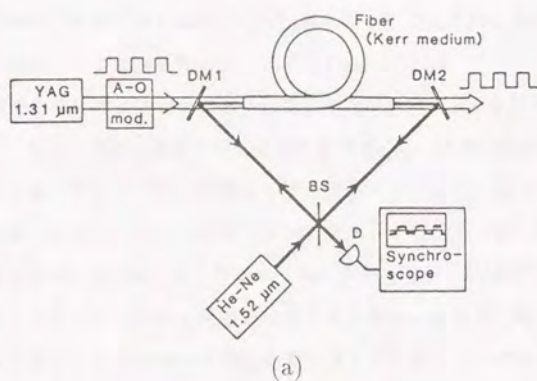 Fiber
(Kerr medium)
DM1
DM2
YAG
1.31 μm
A-O
mod.
BS
D
Synchro-
scope
He-Ne
1.52 μm
(a)